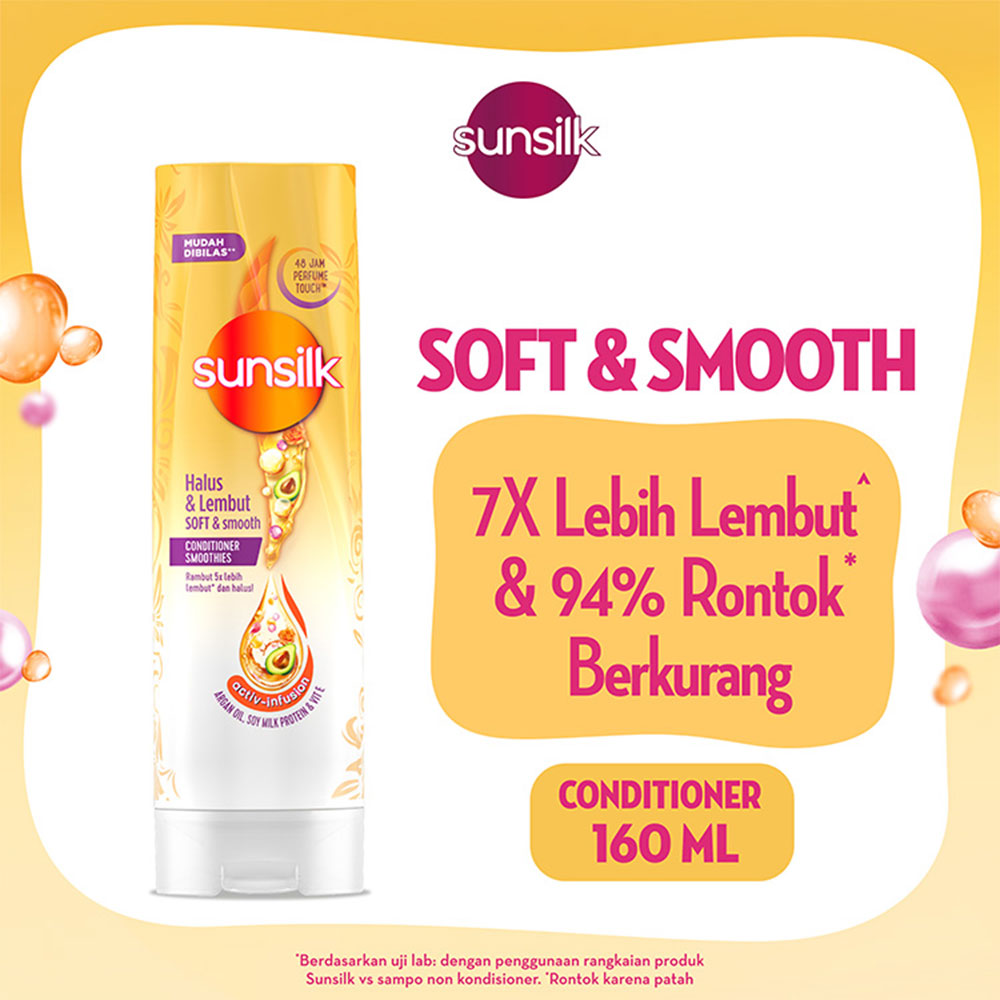 sunsilk
MUDAH
DIBILAS**
48 JAM
PERFUME
TOUCH
sunsilk
Halus
& Lembut
SOFT & smooth
CONDITIONER
SMOOTHIES
Rambut 5x lebih
lembut* dan halus!
activ-infusion
ARGAN OIL, SOY MILK PROTEIN & VIT E
SOFT & SMOOTH
7X Lebih Lembut^
& 94% Rontok*
Berkurang
CONDITIONER
160 ML
*Berdasarkan uji lab: dengan penggunaan rangkaian produk
Sunsilk vs sampo non kondisioner. *Rontok karena patah